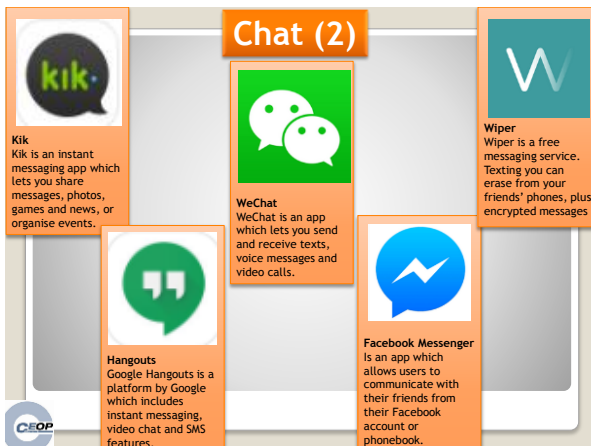 Chat (2)
kik
Kik
Kik is an instant
messaging app which
lets you share
messages, photos,
games and news, or
organise events.
WeChat
WeChat is an app
which lets you send
and receive texts,
voice messages and
video calls.
Wiper
Wiper is a free
messaging service.
Texting you can
erase from your
friends' phones, plus
encrypted messages
Hangouts
Google Hangouts is a
platform by Google
which includes
instant messaging,
video chat and SMS
features.
Facebook Messenger
Is an app which
allows users to
communicate with
their friends from
their Facebook
account or
phonebook.
CEOP